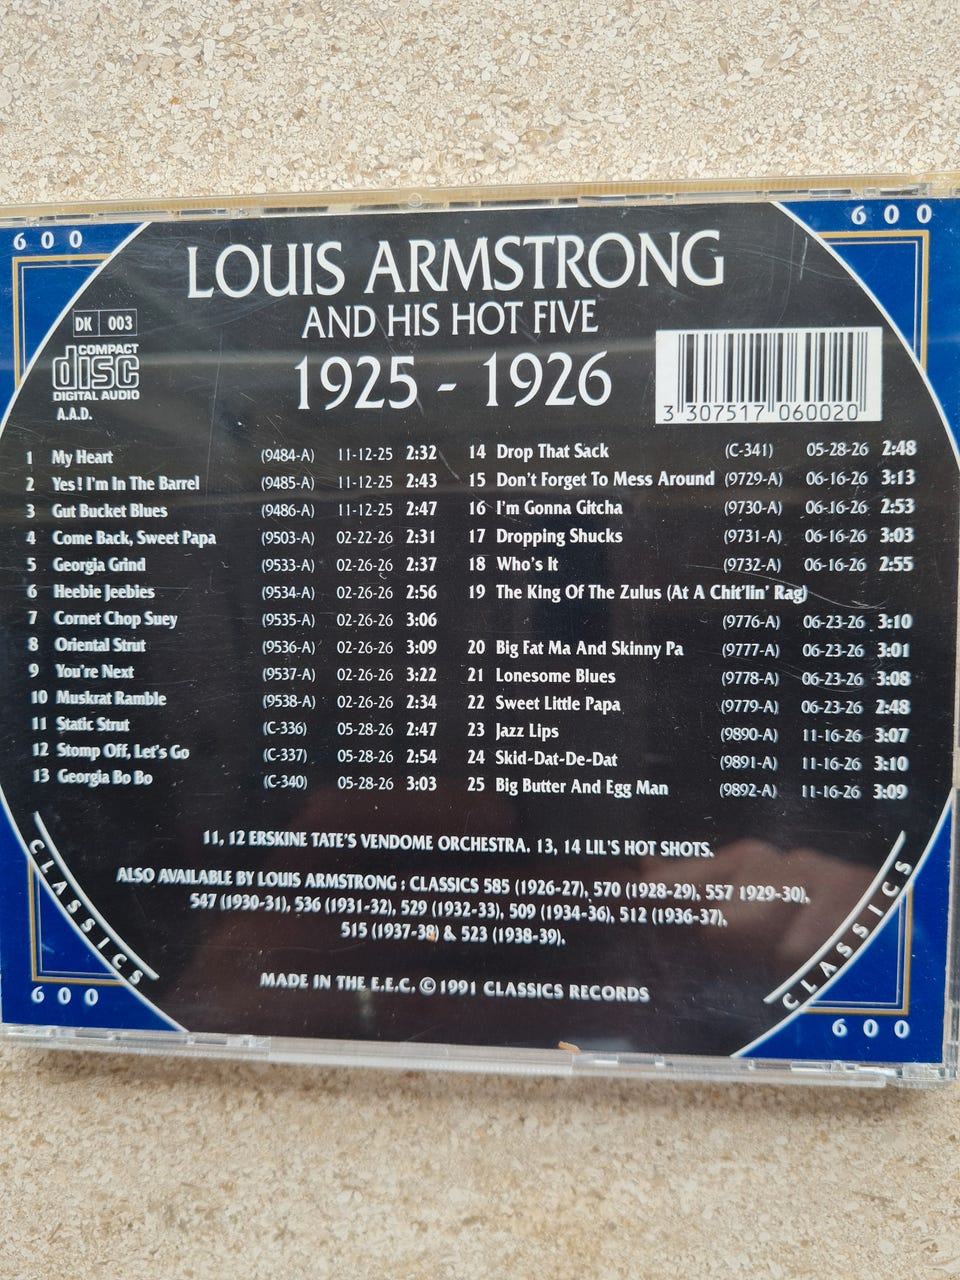 600
600
LOUIS ARMSTRONG
AND HIS HOT FIVE
1925 - 1926
DK 003
COMPACT
disc
DIGITAL AUDIO
A.A.D.
3 307517 060020
1 My Heart (9484-A) 11-12-25 2:32
2 Yes! I'm In The Barrel (9485-A) 11-12-25 2:43
3 Gut Bucket Blues (9486-A) 11-12-25 2:47
4 Come Back, Sweet Papa (9503-A) 02-22-26 2:31
5 Georgia Grind (9533-A) 02-26-26 2:37
6 Heebie Jeebies (9534-A) 02-26-26 2:56
7 Cornet Chop Suey (9535-A) 02-26-26 3:06
8 Oriental Strut (9536-A) 02-26-26 3:09
9 You're Next (9537-A) 02-26-26 3:22
10 Muskrat Ramble (9538-A) 02-26-26 2:34
11 Static Strut (C-336) 05-28-26 2:47
12 Stomp Off, Let's Go (C-337) 05-28-26 2:54
13 Georgia Bo Bo (C-340) 05-28-26 3:03
14 Drop That Sack (C-341) 05-28-26 2:48
15 Don't Forget To Mess Around (9729-A) 06-16-26 3:13
16 I'm Gonna Gitcha (9730-A) 06-16-26 2:53
17 Dropping Shucks (9731-A) 06-16-26 3:03
18 Who's It (9732-A) 06-16-26 2:55
19 The King Of The Zulus (At A Chit'lin' Rag)
(9776-A) 06-23-26 3:10
20 Big Fat Ma And Skinny Pa (9777-A) 06-23-26 3:01
21 Lonesome Blues (9778-A) 06-23-26 3:08
22 Sweet Little Papa (9779-A) 06-23-26 2:48
23 Jazz Lips (9890-A) 11-16-26 3:07
24 Skid-Dat-De-Dat (9891-A) 11-16-26 3:10
25 Big Butter And Egg Man (9892-A) 11-16-26 3:09
11, 12 ERSKINE TATE'S VENDOME ORCHESTRA. 13, 14 LIL'S HOT SHOTS.
ALSO AVAILABLE BY LOUIS ARMSTRONG : CLASSICS 585 (1926-27), 570 (1928-29), 557 1929-30),
547 (1930-31), 536 (1931-32), 529 (1932-33), 509 (1934-36), 512 (1936-37),
515 (1937-38) & 523 (1938-39).
MADE IN THE E.E.C. © 1991 CLASSICS RECORDS
CLASSICS
CLASSICS
600
600